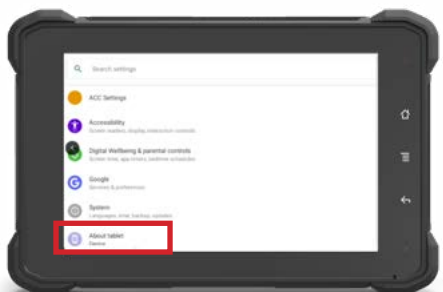 Search settings
ACC Settings
Accessibility
Screen readers, display, interaction controls
Digital Wellbeing & parental controls
Screen time, app timers, bedtime schedules
Google
Services & preferences
System
Languages, time, backup, updates
About tablet